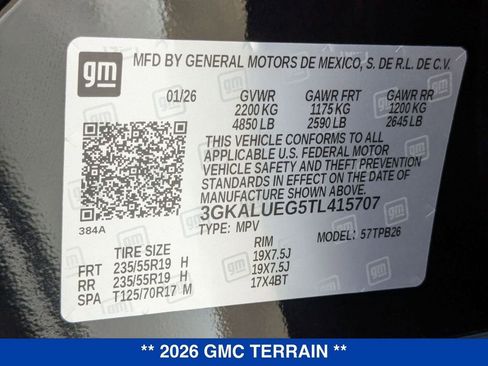 gm
MFD BY GENERAL MOTORS DE MEXICO, S. DE R.L. DE C.V.
01/26 GVWR GAWR FRT GAWR RR
2200 KG 1175 KG 1200 KG
4850 LB 2590 LB 2645 LB
THIS VEHICLE CONFORMS TO ALL
APPLICABLE U.S. FEDERAL MOTOR
VEHICLE SAFETY AND THEFT PREVENTION
STANDARDS IN EFFECT ON THE DATE OF
MANUFACTURE SHOWN ABOVE.
384A
3GKALUEG5TL415707
TYPE: MPV MODEL: 57TPB26
TIRE SIZE RIM
FRT 235/55R19 H 19X7.5J
RR 235/55R19 H 19X7.5J
SPA T125/70R17 M 17X4BT
** 2026 GMC TERRAIN **